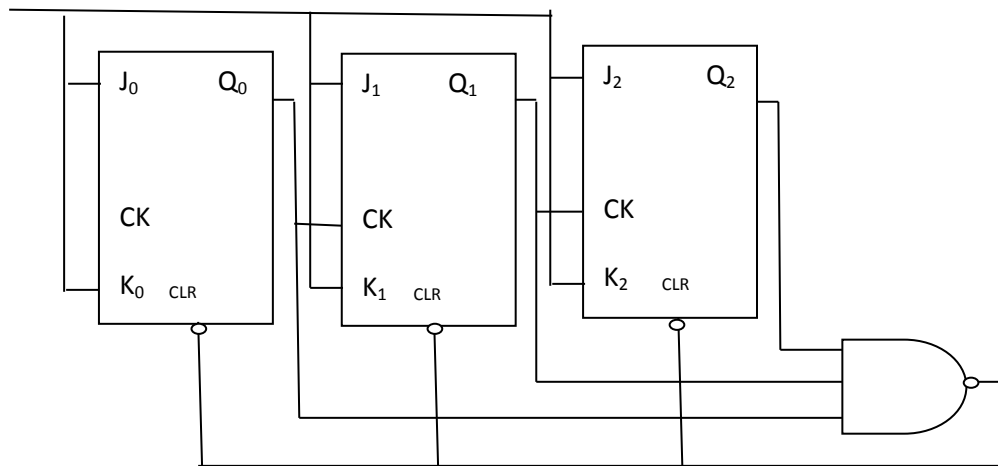 J₀ Q₀
CK
K₀ CLR
J₁ Q₁
CK
K₁ CLR
J₂ Q₂
CK
K₂ CLR